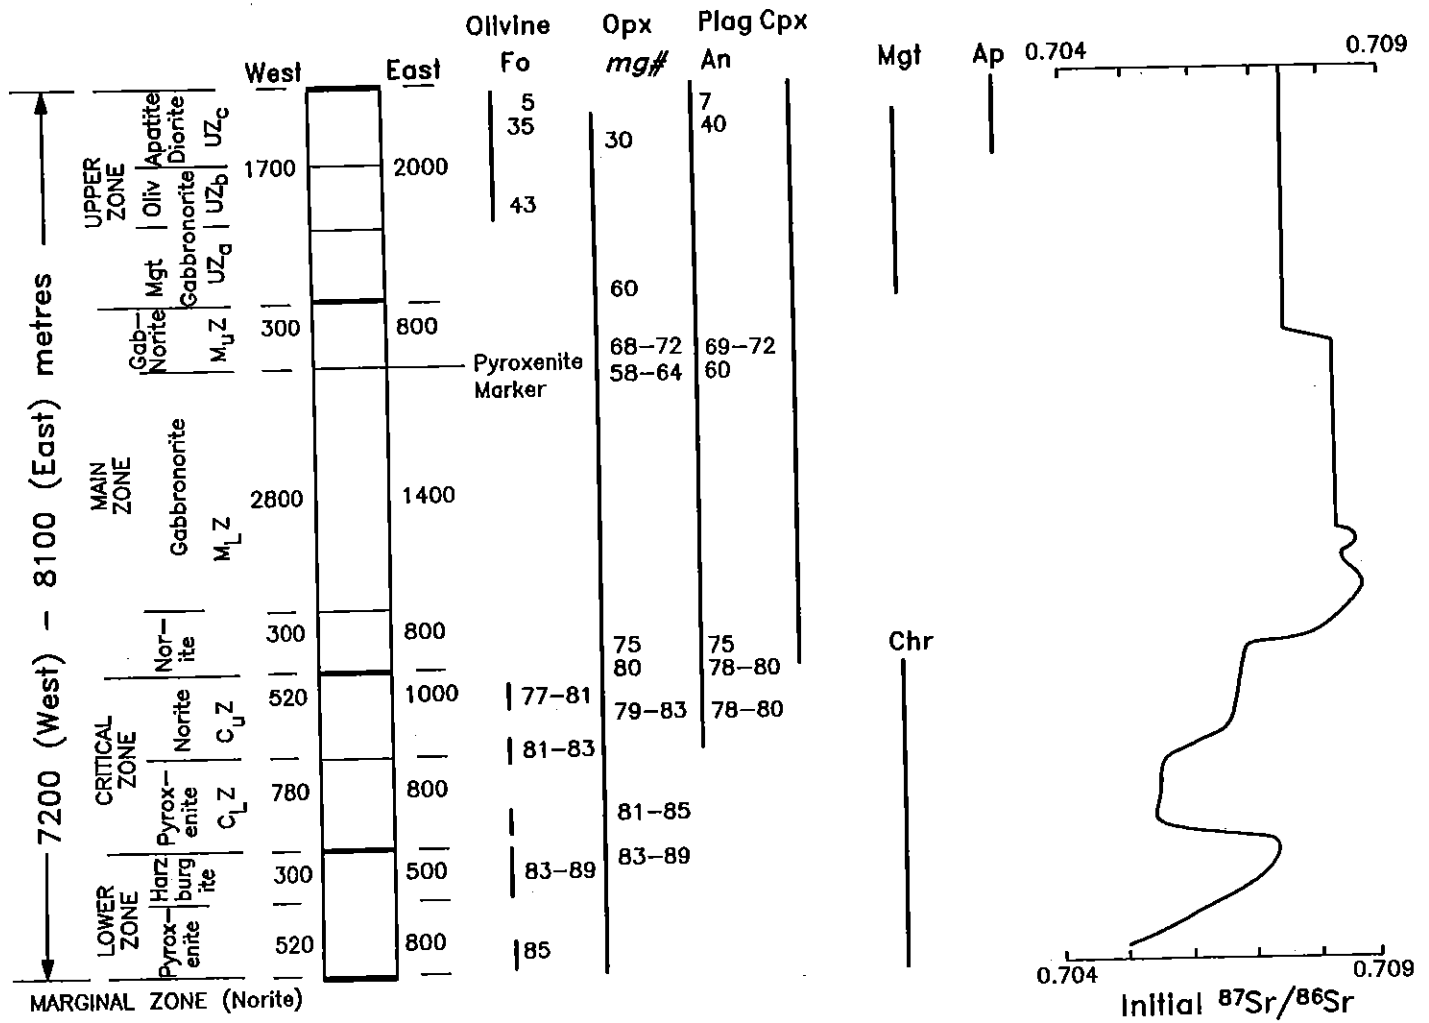 Olivine Opx Plag Cpx
West East Fo mg# An Mgt Ap 0.704 0.709
7200 (West) – 8100 (East) metres
UPPER
ZONE
Apatite
Diorite
UZc
Oliv
UZb
Gabbronorite
Mgt
UZa
1700 2000
5 7
35 40
30
43
60
MAIN
ZONE
Gab–
Norite
MuZ
300 800
68–72 69–72
Pyroxenite
Marker
58–64 60
Gabbronorite
MLZ
2800 1400
Nor–
ite
300 800
75 75
80 78–80
Chr
CRITICAL
ZONE
Norite
CuZ
520 1000
77–81
79–83 78–80
81–83
Pyrox–
enite
CLZ
780 800
81–85
LOWER
ZONE
Harz
burg
ite
300 500
83–89
83–89
Pyrox–
enite
520 800
85
MARGINAL ZONE (Norite)
0.704 0.709
Initial 87Sr/86Sr